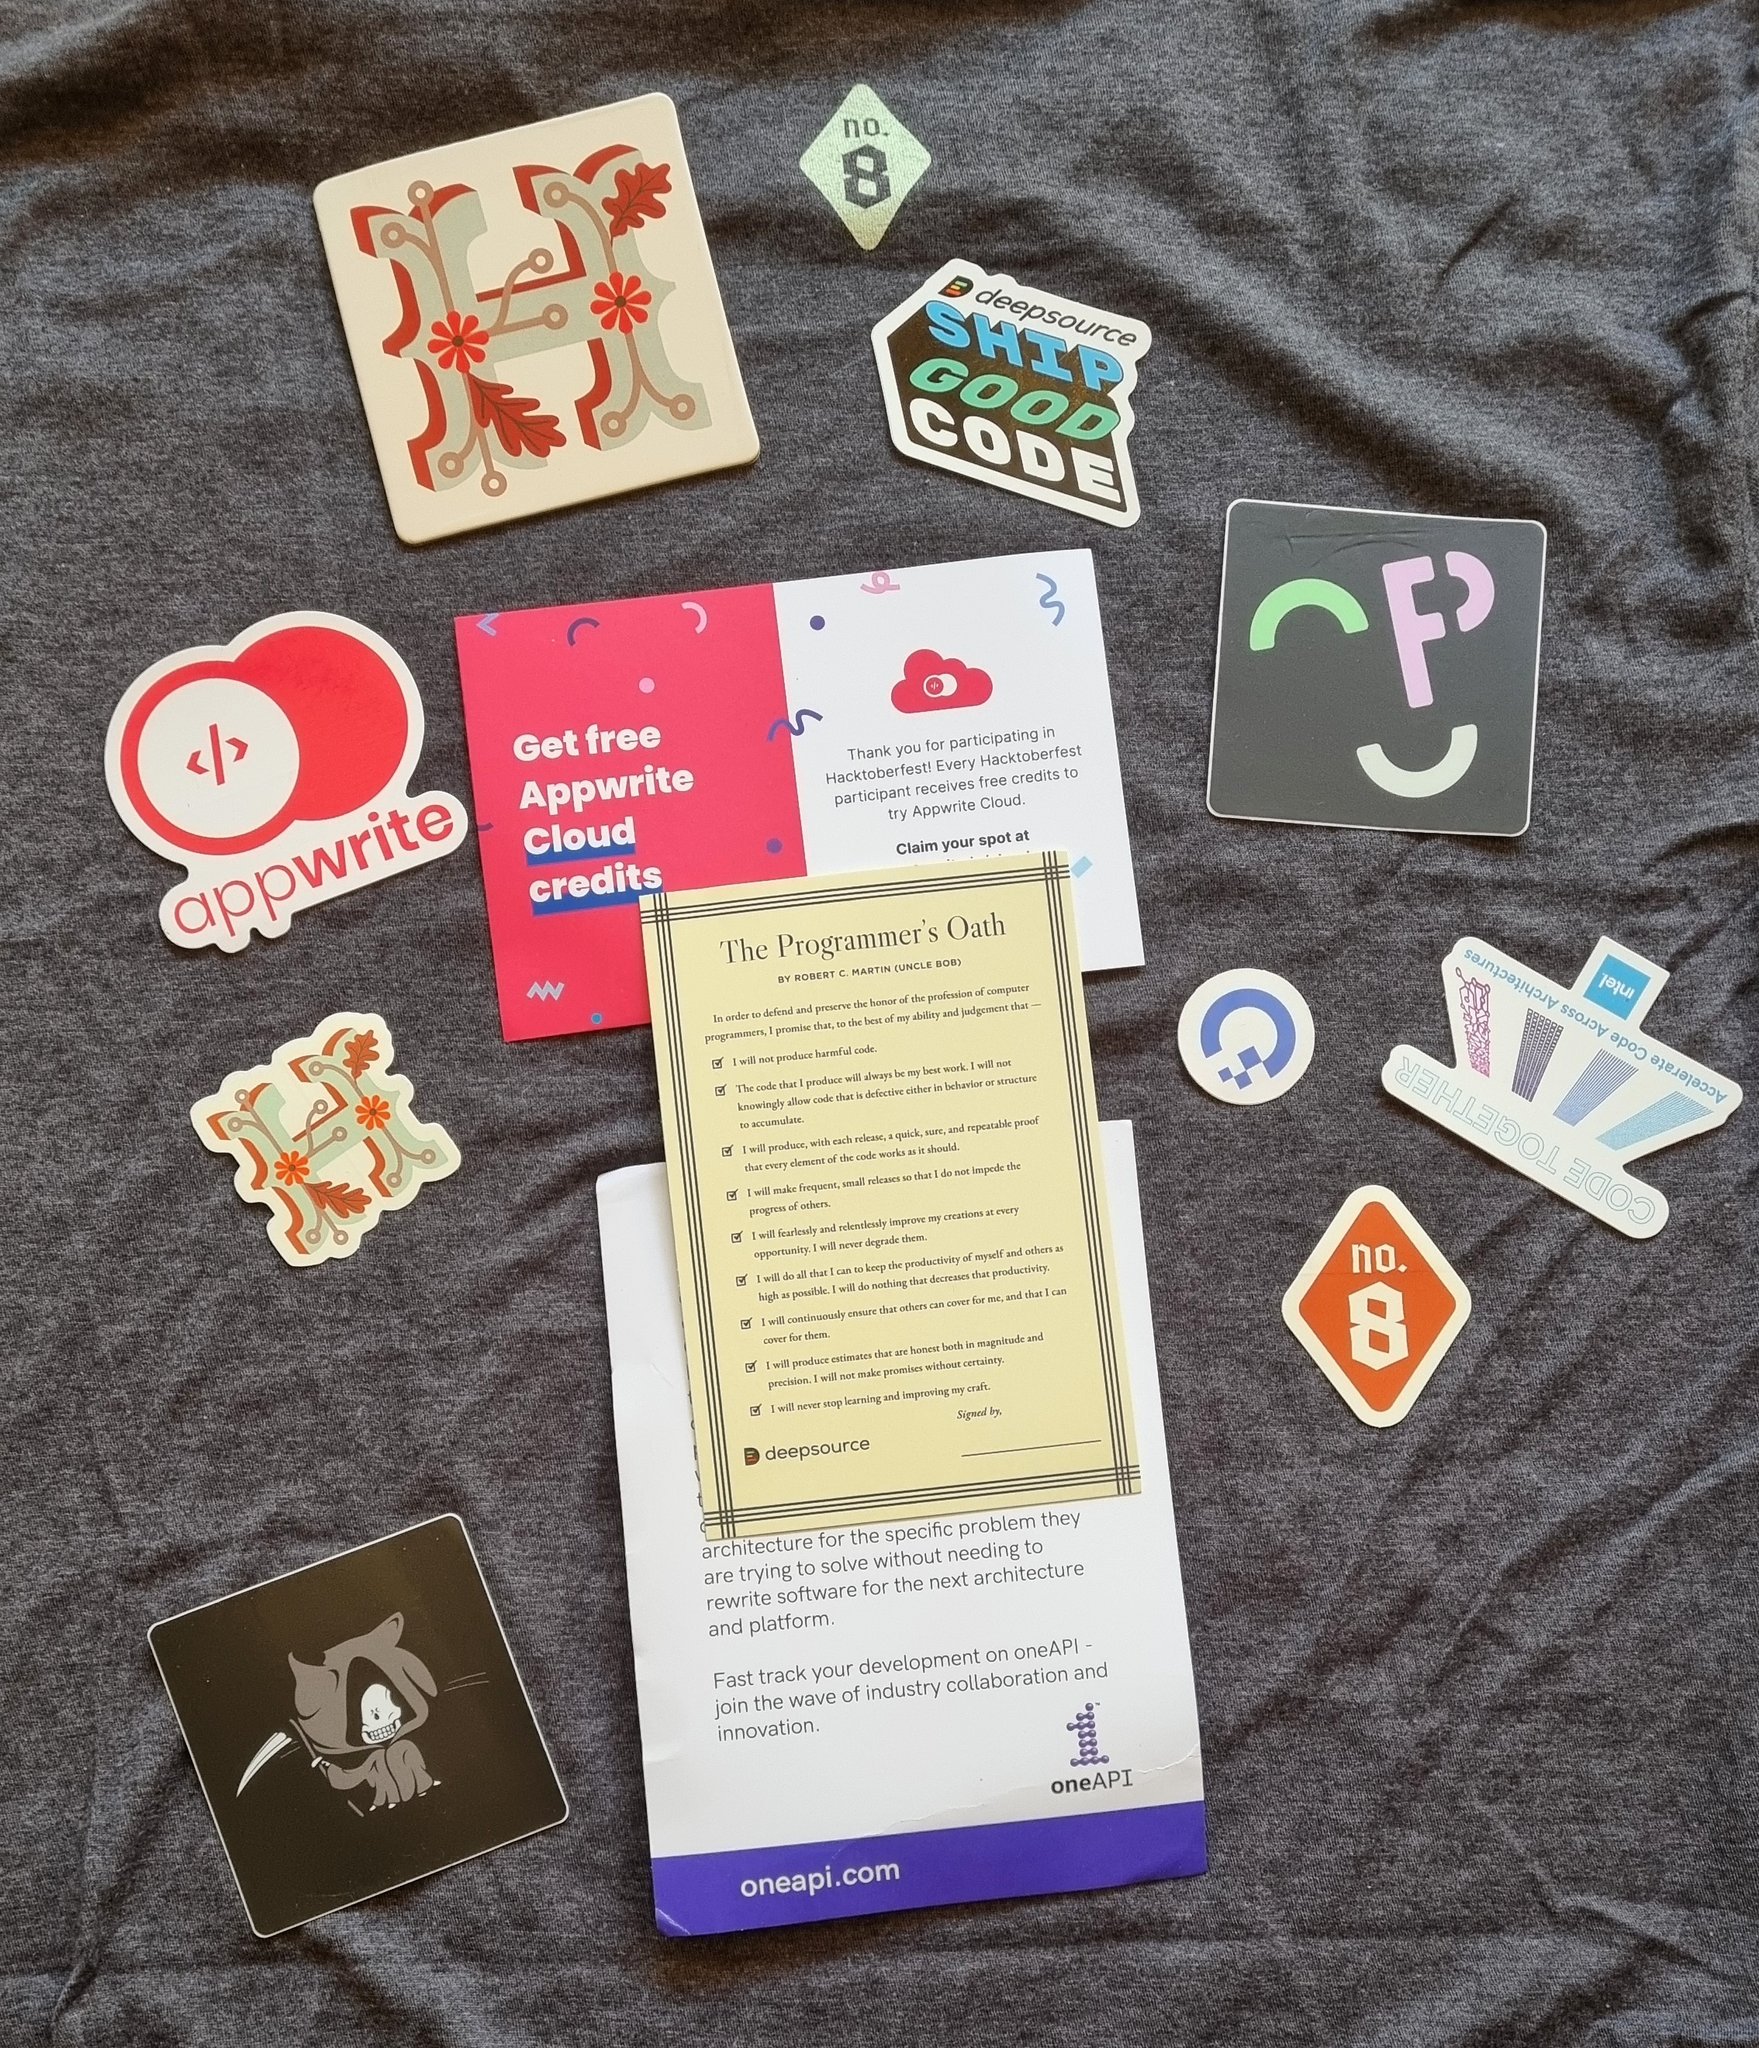 no.
8
deepsource
SHIP
GOOD
CODE
Get free
Appwrite
Cloud
credits
Thank you for participating in
Hacktoberfest! Every Hacktoberfest
participant receives free credits to
try Appwrite Cloud.
Claim your spot at
</>
appwrite
The Programmer's Oath
BY ROBERT C. MARTIN (UNCLE BOB)
In order to defend and preserve the honor of the profession of computer
programmers, I promise that, to the best of my ability and judgement that —
I will not produce harmful code.
The code that I produce will always be my best work. I will not
knowingly allow code that is defective either in behavior or structure
to accumulate.
I will produce, with each release, a quick, sure, and repeatable proof
that every element of the code works as it should.
I will make frequent, small releases so that I do not impede the
progress of others.
I will fearlessly and relentlessly improve my creations at every
opportunity. I will never degrade them.
I will do all that I can to keep the productivity of myself and others as
high as possible. I will do nothing that decreases that productivity.
I will continuously ensure that others can cover for me, and that I can
cover for them.
I will produce estimates that are honest both in magnitude and
precision. I will not make promises without certainty.
I will never stop learning and improving my craft.
Signed by,
deepsource
intel
Accelerate Code Across Architectures
CODE TOGETHER
no.
8
architecture for the specific problem they
are trying to solve without needing to
rewrite software for the next architecture
and platform.
Fast track your development on oneAPI -
join the wave of industry collaboration and
innovation.
oneAPI
oneapi.com